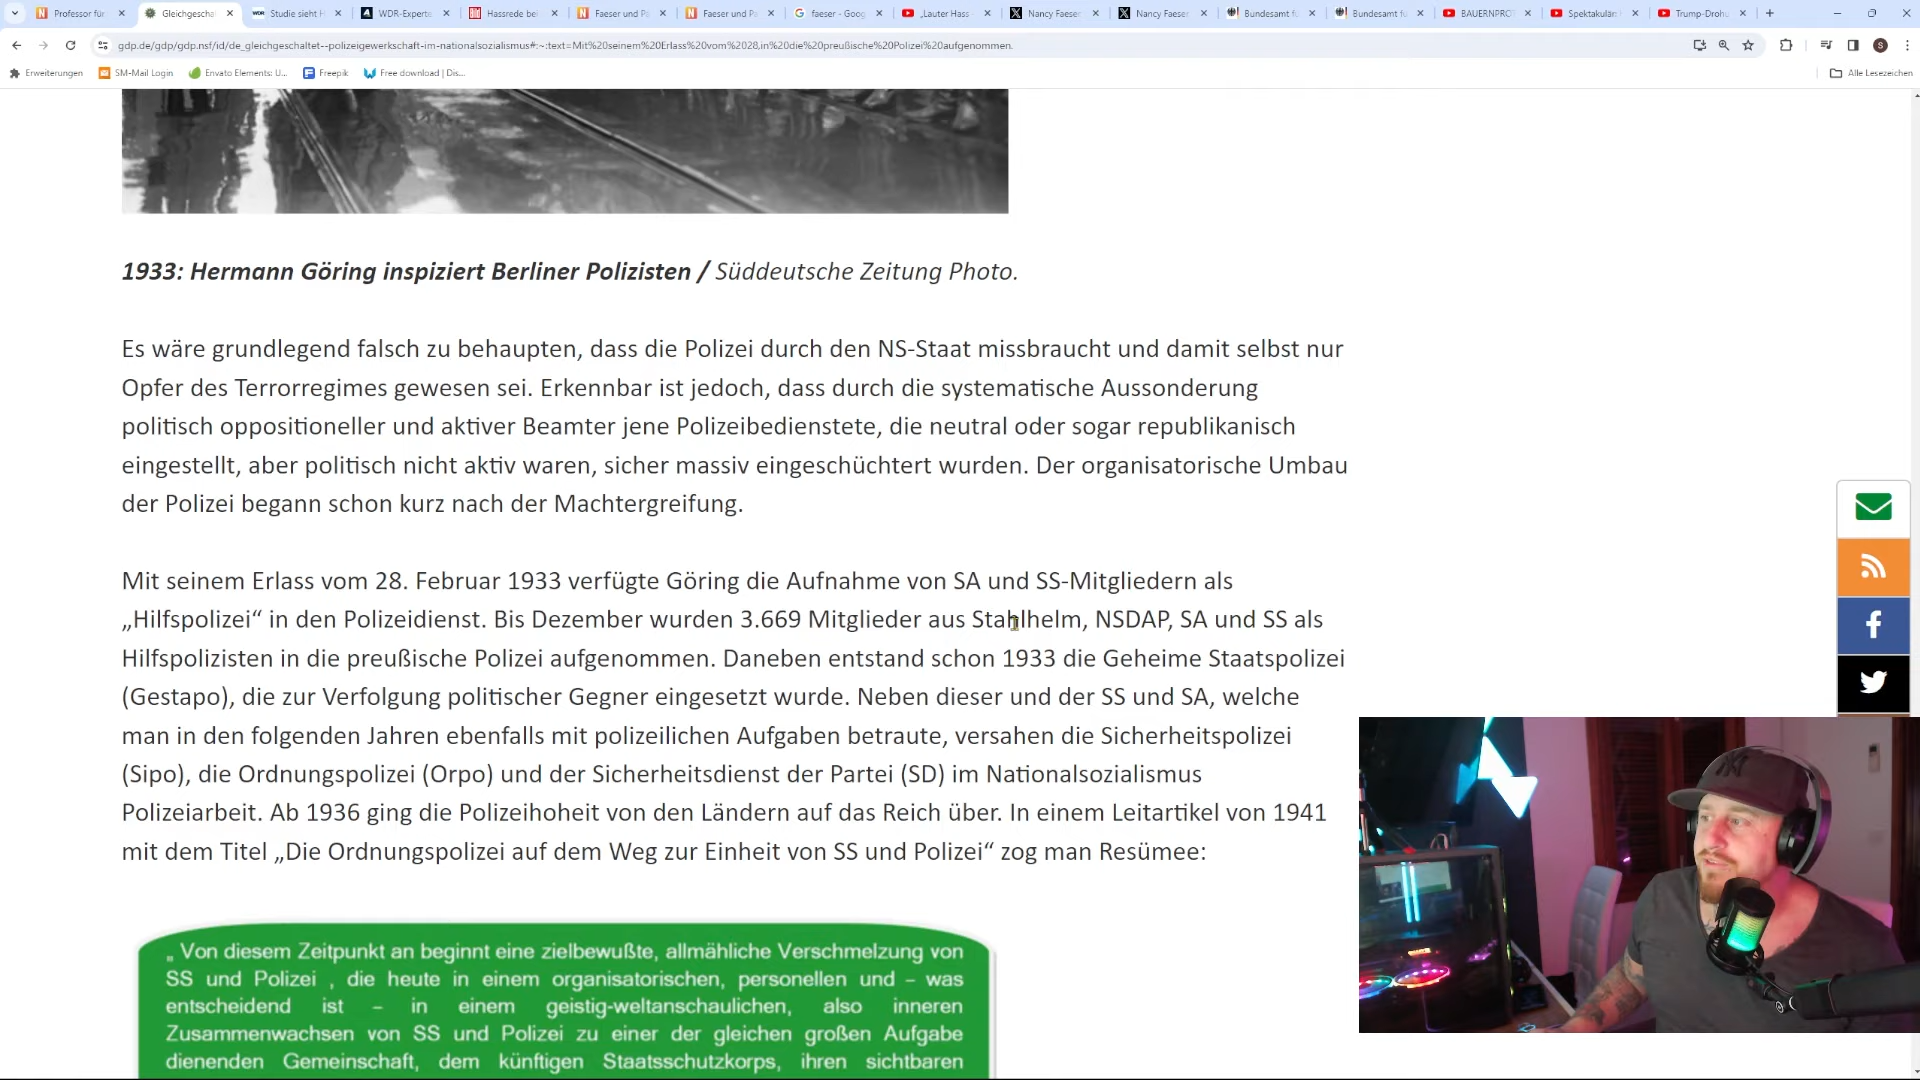 Professor für
Gleichgescha
Studie sieht H
WDR-Experte
Hassrede be
Faeser und Pa
Faeser und Pa
faeser - Goog
„Lauter Hass -
Nancy Faeser
Nancy Faeser
Bundesamt fü
Bundesamt fü
BAUERNPROT
Spektakulär:
Trump-Drohu
gdp.de/gdp/gdp.nsf/id/de_gleichgeschaltet--polizeigewerkschaft-im-nationalsozialismus#:~:text=Mit%20seinem%20Erlass%20vom%2028,in%20die%20preußische%20Polizei%20aufgenommen.
Erweiterungen
SM-Mail Login
Envato Elements: U...
Freepik
Free download | Dis...
Alle Lesezeichen
1933: Hermann Göring inspiziert Berliner Polizisten / Süddeutsche Zeitung Photo.
Es wäre grundlegend falsch zu behaupten, dass die Polizei durch den NS-Staat missbraucht und damit selbst nur
Opfer des Terrorregimes gewesen sei. Erkennbar ist jedoch, dass durch die systematische Aussonderung
politisch oppositioneller und aktiver Beamter jene Polizeibedienstete, die neutral oder sogar republikanisch
eingestellt, aber politisch nicht aktiv waren, sicher massiv eingeschüchtert wurden. Der organisatorische Umbau
der Polizei begann schon kurz nach der Machtergreifung.
Mit seinem Erlass vom 28. Februar 1933 verfügte Göring die Aufnahme von SA und SS-Mitgliedern als
„Hilfspolizei“ in den Polizeidienst. Bis Dezember wurden 3.669 Mitglieder aus Stahlhelm, NSDAP, SA und SS als
Hilfspolizisten in die preußische Polizei aufgenommen. Daneben entstand schon 1933 die Geheime Staatspolizei
(Gestapo), die zur Verfolgung politischer Gegner eingesetzt wurde. Neben dieser und der SS und SA, welche
man in den folgenden Jahren ebenfalls mit polizeilichen Aufgaben betraute, versahen die Sicherheitspolizei
(Sipo), die Ordnungspolizei (Orpo) und der Sicherheitsdienst der Partei (SD) im Nationalsozialismus
Polizeiarbeit. Ab 1936 ging die Polizeihoheit von den Ländern auf das Reich über. In einem Leitartikel von 1941
mit dem Titel „Die Ordnungspolizei auf dem Weg zur Einheit von SS und Polizei“ zog man Resümee:
„ Von diesem Zeitpunkt an beginnt eine zielbewußte, allmähliche Verschmelzung von
SS und Polizei , die heute in einem organisatorischen, personellen und – was
entscheidend ist – in einem geistig-weltanschaulichen, also inneren
Zusammenwachsen von SS und Polizei zu einer der gleichen großen Aufgabe
dienenden Gemeinschaft, dem künftigen Staatsschutzkorps, ihren sichtbaren